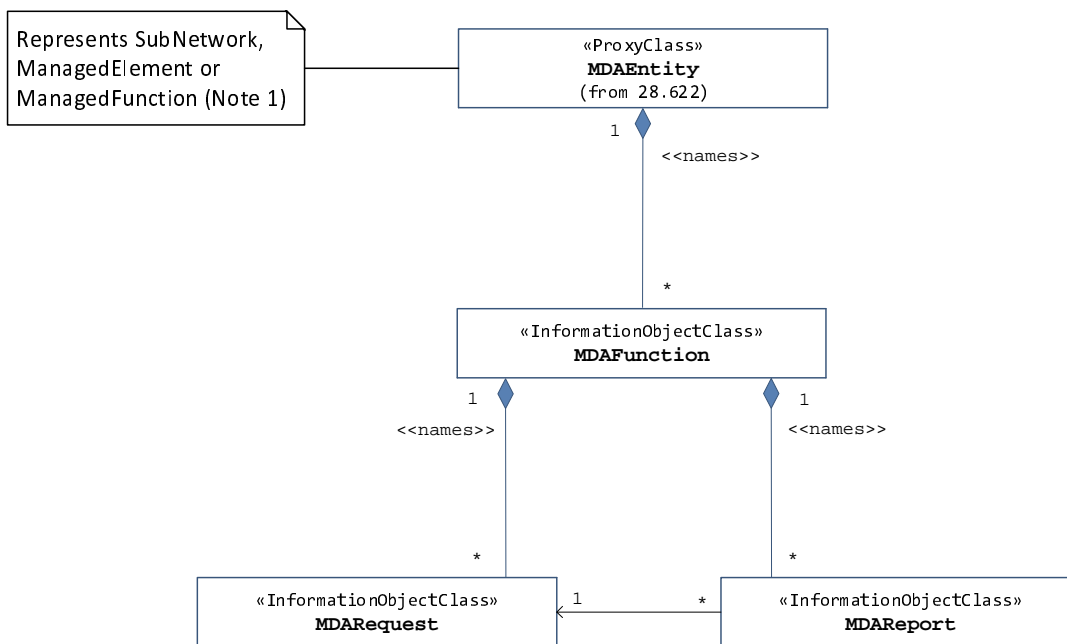 Represents SubNetwork,
ManagedElement or
ManagedFunction (Note 1)
«ProxyClass»
MDAEntity
(from 28.622)
1
<<names>>
*
«InformationObjectClass»
MDAFunction
1
<<names>>
1
<<names>>
*
*
«InformationObjectClass»
MDARequest
1
*
«InformationObjectClass»
MDAReport